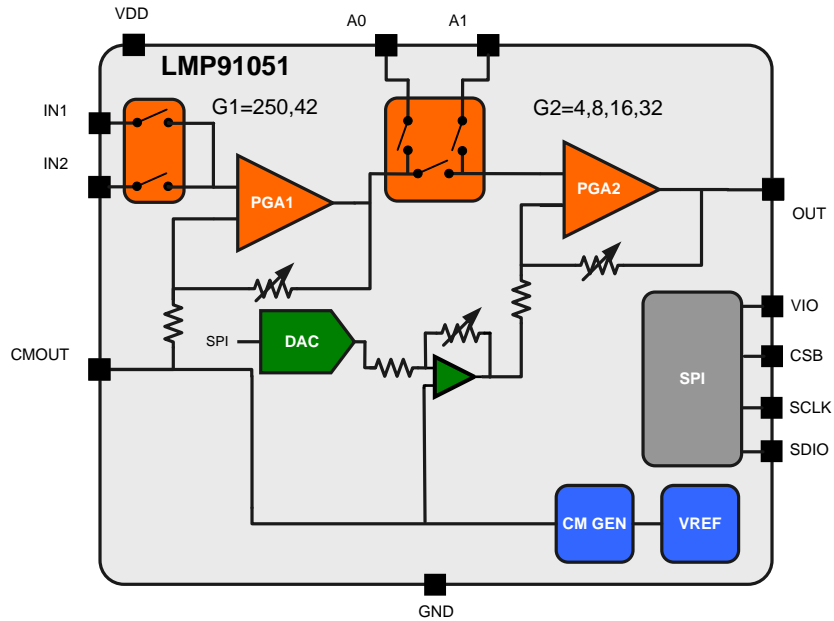 VDD
A0
A1
LMP91051
IN1
G1=250,42
G2=4,8,16,32
IN2
PGA1
PGA2
OUT
VIO
SPI
DAC
CMOUT
CSB
SPI
SCLK
SDIO
CM GEN
VREF
GND